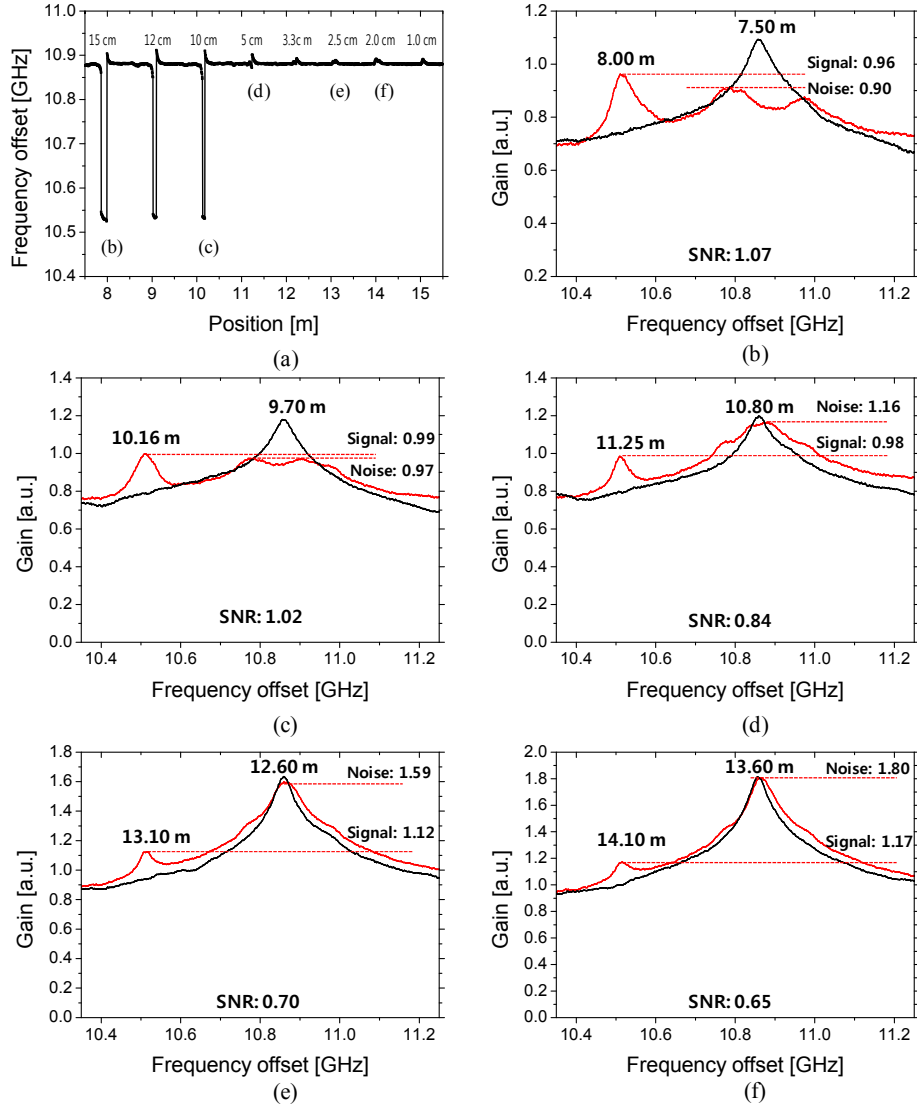 15 cm 12 cm 10 cm 5 cm 3.3c m 2.5 cm 2.0 cm 1.0 cm
11.0
10.9
10.8
10.7
10.6
10.5
10.4
Frequency offset [GHz]
(d) (e) (f)
(b) (c)
8 9 10 11 12 13 14 15
Position [m]
(a)
1.2
1.0
0.8
0.6
0.4
0.2
Gain [a.u.]
7.50 m
8.00 m
Signal: 0.96
Noise: 0.90
SNR: 1.07
10.4 10.6 10.8 11.0 11.2
Frequency offset [GHz]
(b)
1.4
1.2
1.0
0.8
0.6
0.4
0.2
0.0
Gain [a.u.]
9.70 m
10.16 m
Signal: 0.99
Noise: 0.97
SNR: 1.02
10.4 10.6 10.8 11.0 11.2
Frequency offset [GHz]
(c)
1.4
1.2
1.0
0.8
0.6
0.4
0.2
0.0
Gain [a.u.]
10.80 m
11.25 m
Noise: 1.16
Signal: 0.98
SNR: 0.84
10.4 10.6 10.8 11.0 11.2
Frequency offset [GHz]
(d)
1.8
1.6
1.4
1.2
1.0
0.8
0.6
0.4
0.2
0.0
Gain [a.u.]
12.60 m
13.10 m
Noise: 1.59
Signal: 1.12
SNR: 0.70
10.4 10.6 10.8 11.0 11.2
Frequency offset [GHz]
(e)
2.0
1.8
1.6
1.4
1.2
1.0
0.8
0.6
0.4
0.2
0.0
Gain [a.u.]
13.60 m
14.10 m
Noise: 1.80
Signal: 1.17
SNR: 0.65
10.4 10.6 10.8 11.0 11.2
Frequency offset [GHz]
(f)